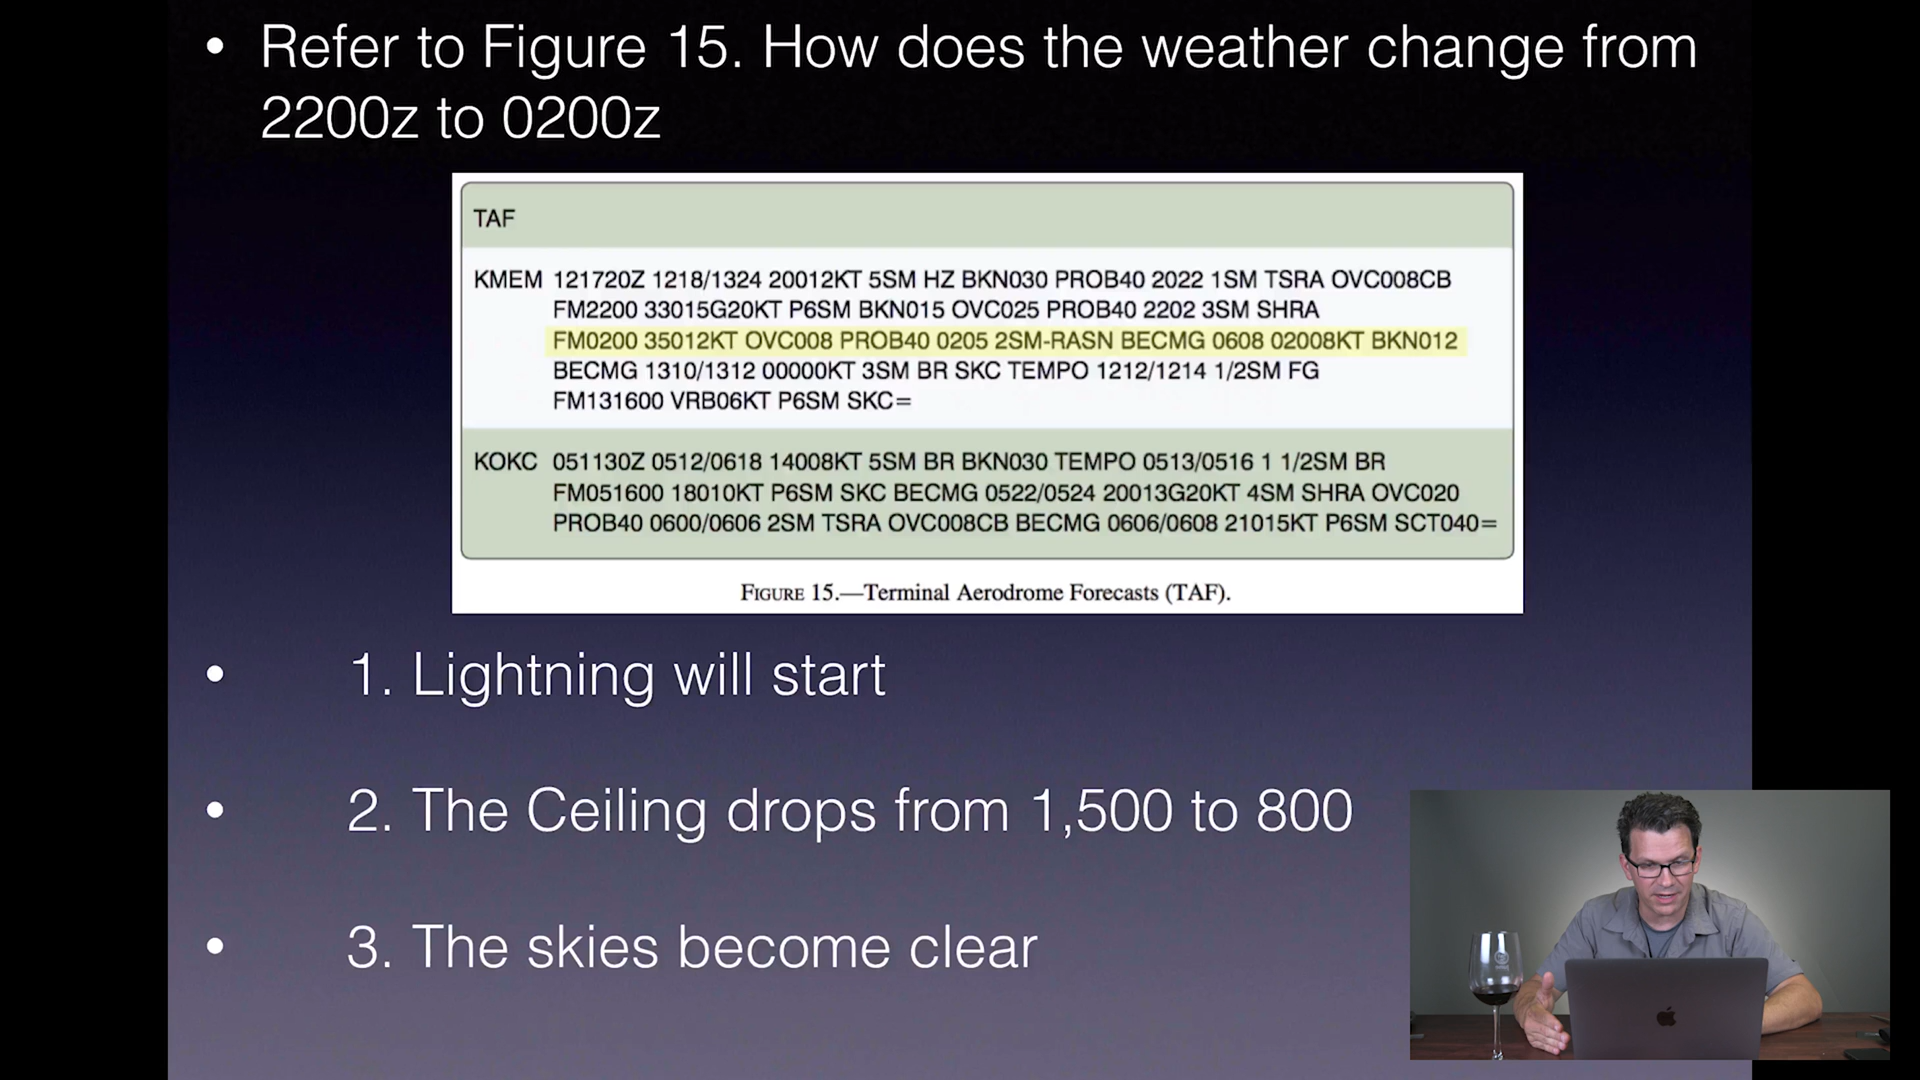 • Refer to Figure 15. How does the weather change from
2200z to 0200z
TAF
KMEM 121720Z 1218/1324 20012KT 5SM HZ BKN030 PROB40 2022 1SM TSRA OVC008CB
FM2200 33015G20KT P6SM BKN015 OVC025 PROB40 2202 3SM SHRA
FM0200 35012KT OVC008 PROB40 0205 2SM-RASN BECMG 0608 02008KT BKN012
BECMG 1310/1312 00000KT 3SM BR SKC TEMPO 1212/1214 1/2SM FG
FM131600 VRB06KT P6SM SKC=
KOKC 051130Z 0512/0618 14008KT 5SM BR BKN030 TEMPO 0513/0516 1 1/2SM BR
FM051600 18010KT P6SM SKC BECMG 0522/0524 20013G20KT 4SM SHRA OVC020
PROB40 0600/0606 2SM TSRA OVC008CB BECMG 0606/0608 21015KT P6SM SCT040=
FIGURE 15.—Terminal Aerodrome Forecasts (TAF).
• 1. Lightning will start
• 2. The Ceiling drops from 1,500 to 800
• 3. The skies become clear